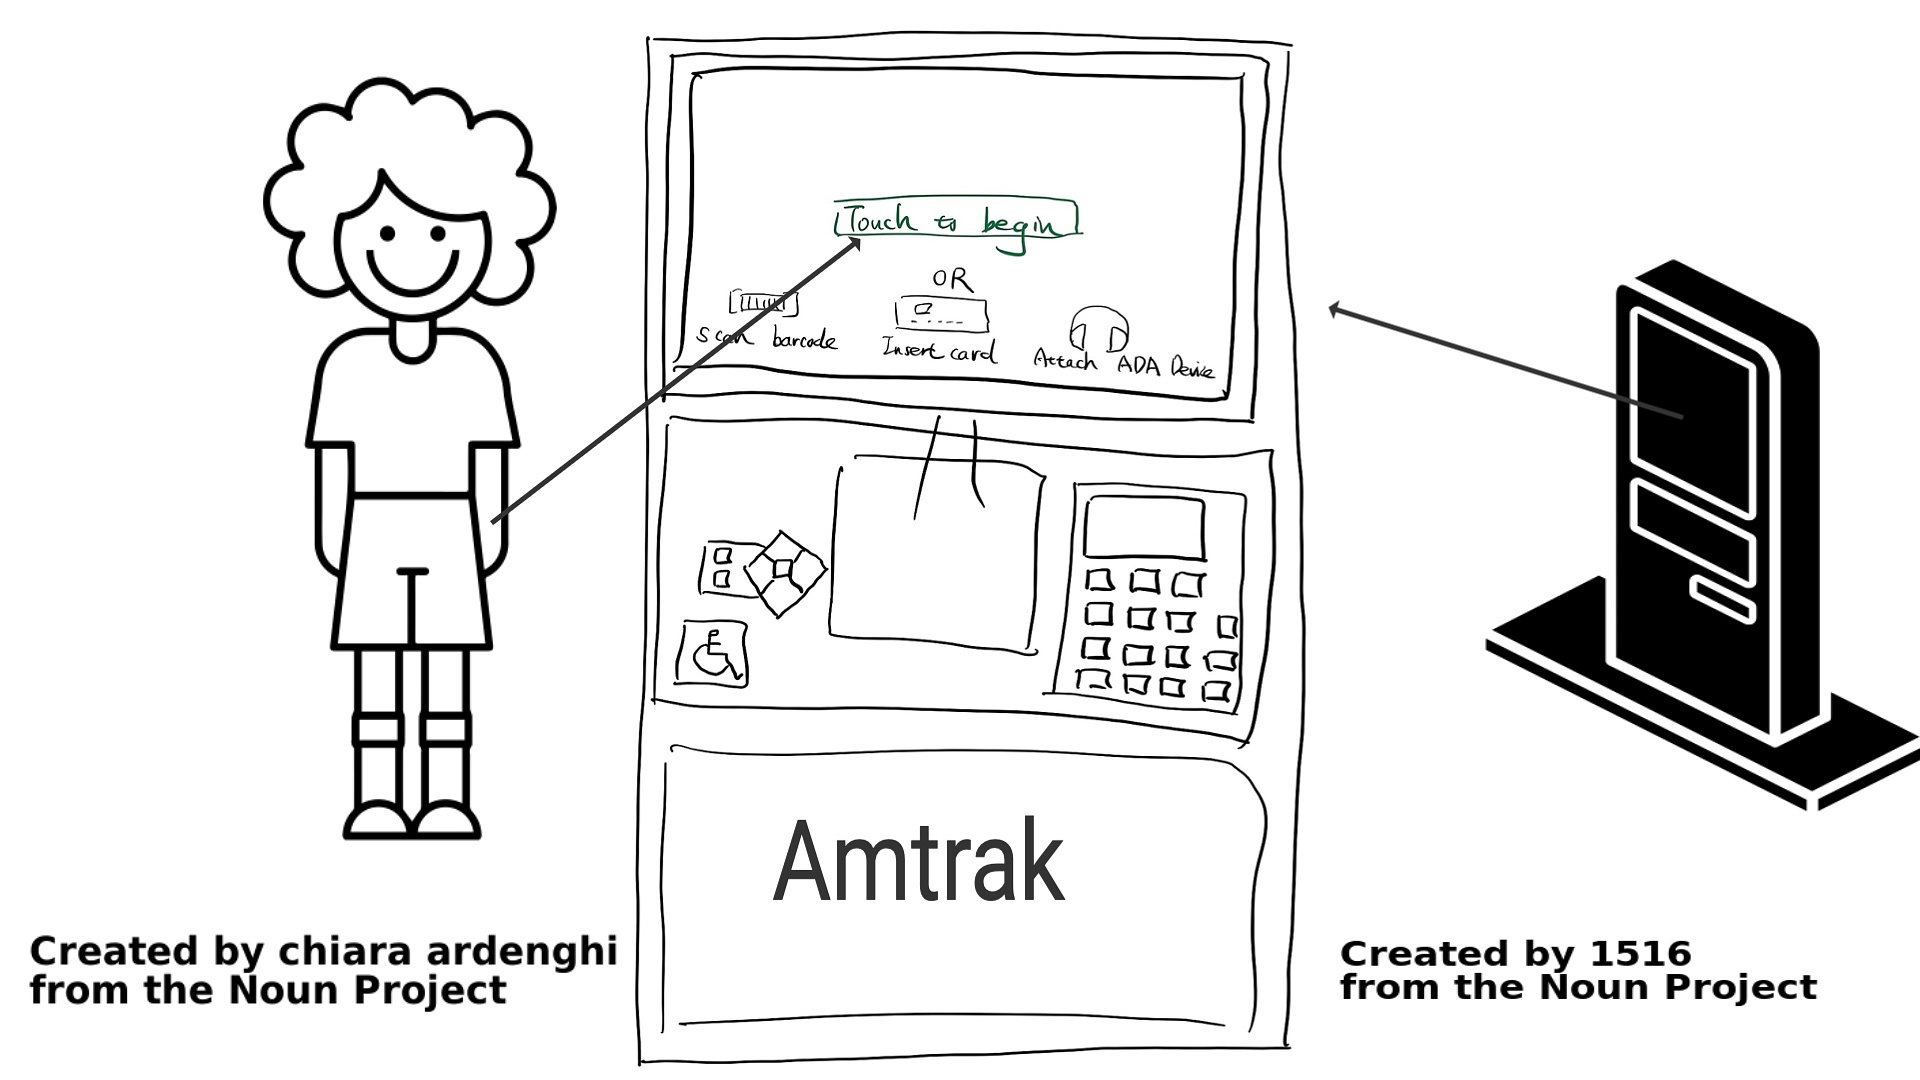 Touch to begin
OR
Scan barcode
Insert card
Attach ADA Device
Amtrak
Created by chiara ardenghi
from the Noun Project
Created by 1516
from the Noun Project